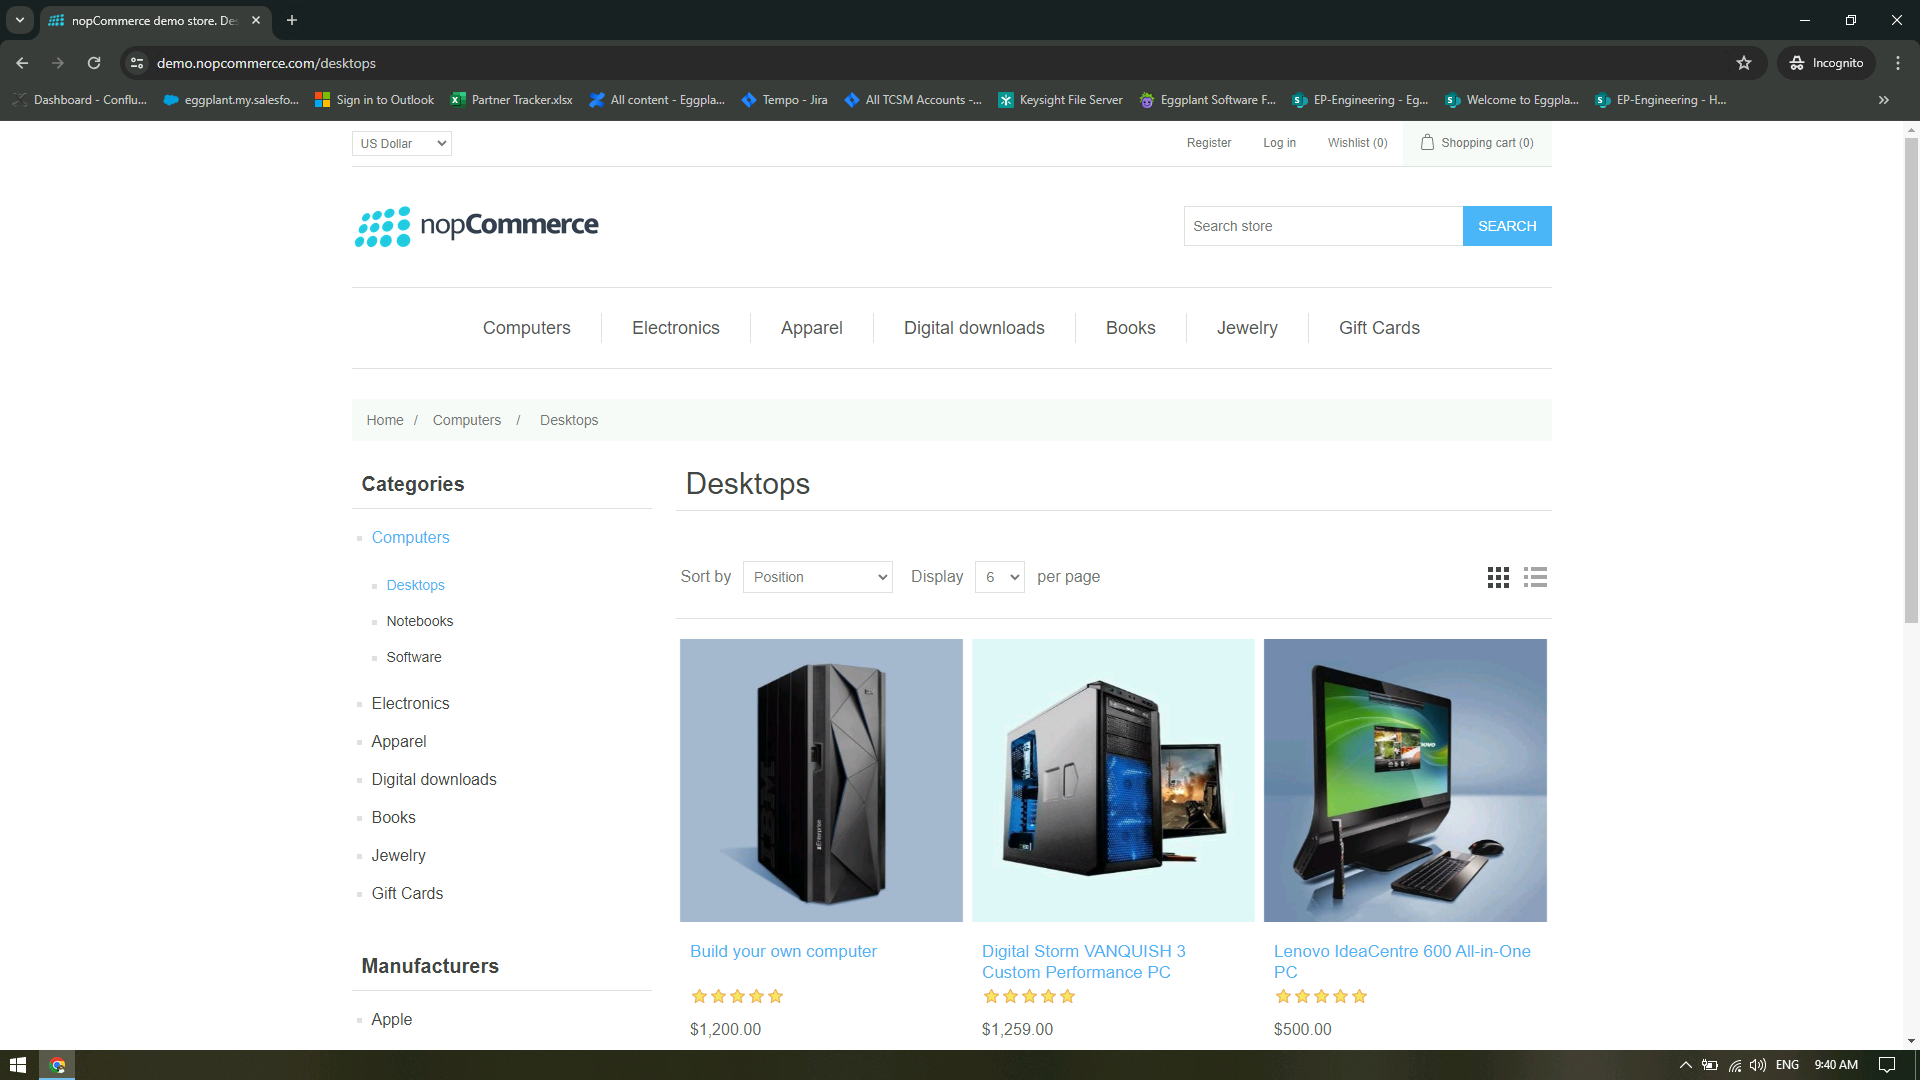 nopCommerce demo store. De
demo.nopcommerce.com/desktops
Incognito
Dashboard - Conflu...
eggplant.my.salesfo...
Sign in to Outlook
Partner Tracker.xlsx
All content - Eggpla...
Tempo - Jira
All TCSM Accounts -...
Keysight File Server
Eggplant Software F...
EP-Engineering - Eg...
Welcome to Eggpla...
EP-Engineering - H...
US Dollar
Register
Log in
Wishlist (0)
Shopping cart (0)
nopCommerce
Search store
SEARCH
Computers
Electronics
Apparel
Digital downloads
Books
Jewelry
Gift Cards
Home / Computers / Desktops
Categories
Computers
Desktops
Notebooks
Software
Electronics
Apparel
Digital downloads
Books
Jewelry
Gift Cards
Manufacturers
Apple
Desktops
Sort by Position Display 6 per page
Build your own computer
$1,200.00
Digital Storm VANQUISH 3
Custom Performance PC
$1,259.00
Lenovo IdeaCentre 600 All-in-One
PC
$500.00
ENG
9:40 AM